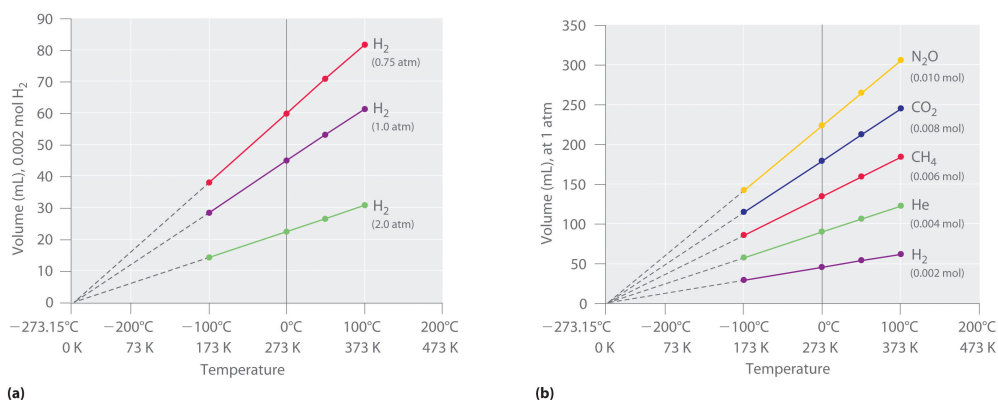 90
80
70
60
50
40
30
20
10
0
Volume (mL), 0.002 mol H₂
H₂
(0.75 atm)
H₂
(1.0 atm)
H₂
(2.0 atm)
−273.15°C −200°C −100°C 0°C 100°C 200°C
0 K 73 K 173 K 273 K 373 K 473 K
Temperature
(a)
350
300
250
200
150
100
50
0
Volume (mL), at 1 atm
N₂O
(0.010 mol)
CO₂
(0.008 mol)
CH₄
(0.006 mol)
He
(0.004 mol)
H₂
(0.002 mol)
−273.15°C −200°C −100°C 0°C 100°C 200°C
0 K 73 K 173 K 273 K 373 K 473 K
Temperature
(b)